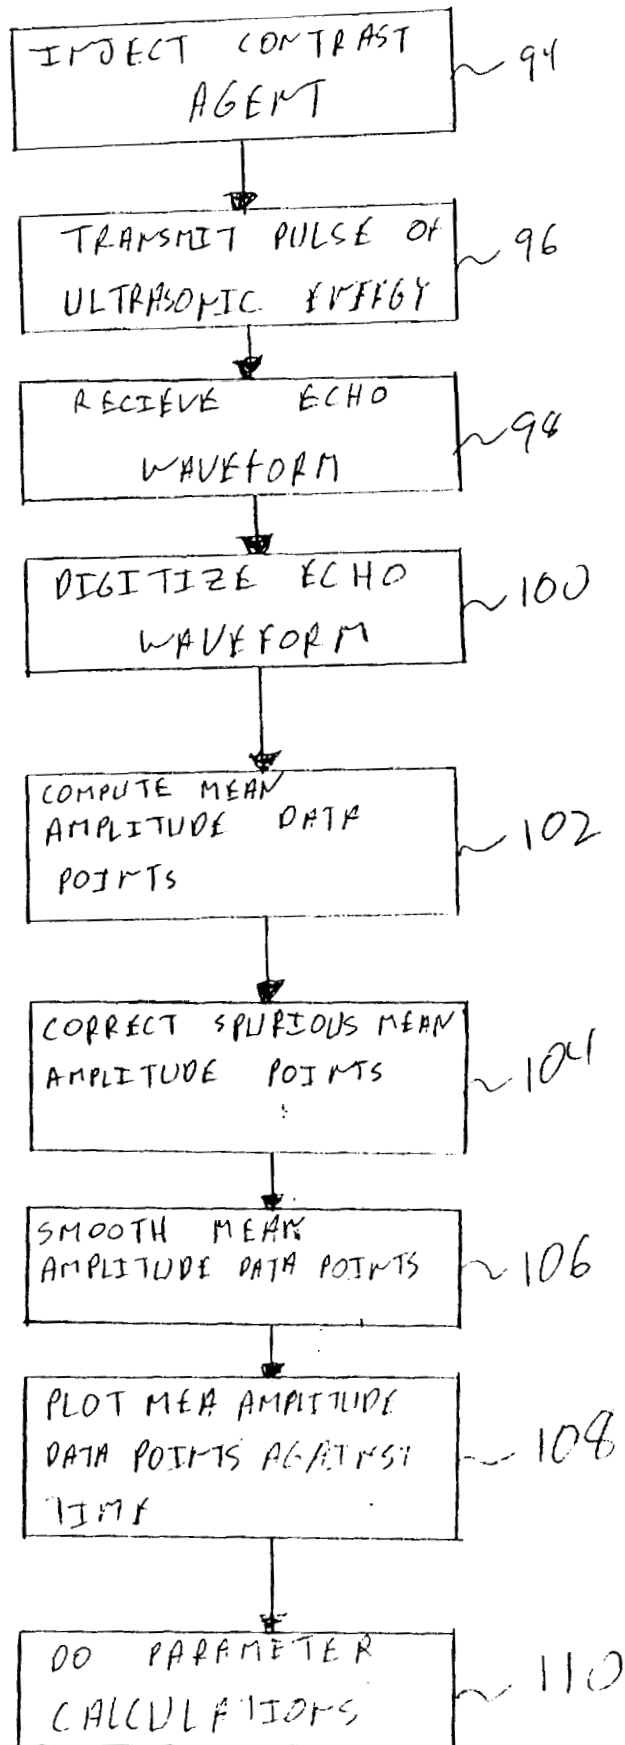 INJECT CONTRAST
AGENT
94
TRANSMIT PULSE OF
ULTRASONIC ENERGY
96
RECIEVE ECHO
WAVEFORM
98
DIGITIZE ECHO
WAVEFORM
100
COMPUTE MEAN
AMPLITUDE DATA
POINTS
102
CORRECT SPURIOUS MEAN
AMPLITUDE POINTS
104
SMOOTH MEAN
AMPLITUDE DATA POINTS
106
PLOT MEA AMPLITUDE
DATA POINTS AGAINST
TIME
108
DO PARAMETER
CALCULATIONS
110